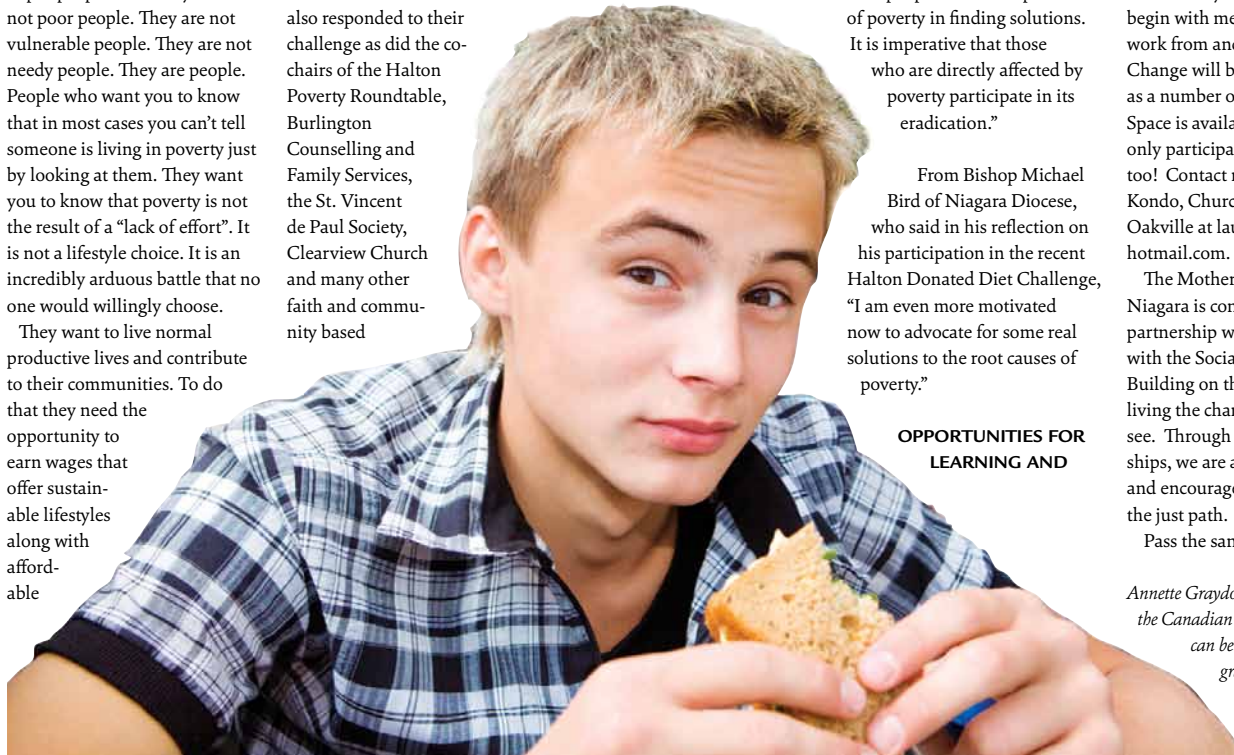 not poor people. They are not
vulnerable people. They are not
needy people. They are people.
People who want you to know
that in most cases you can’t tell
someone is living in poverty just
by looking at them. They want
you to know that poverty is not
the result of a “lack of effort”. It
is not a lifestyle choice. It is an
incredibly arduous battle that no
one would willingly choose.
They want to live normal
productive lives and contribute
to their communities. To do
that they need the
opportunity to
earn wages that
offer sustain-
able lifestyles
along with
afford-
able
also responded to their
challenge as did the co-
chairs of the Halton
Poverty Roundtable,
Burlington
Counselling and
Family Services,
the St. Vincent
de Paul Society,
Clearview Church
and many other
faith and commu-
nity based
of poverty in finding solutions.
It is imperative that those
who are directly affected by
poverty participate in its
eradication.”
From Bishop Michael
Bird of Niagara Diocese,
who said in his reflection on
his participation in the recent
Halton Donated Diet Challenge,
“I am even more motivated
now to advocate for some real
solutions to the root causes of
poverty.”
OPPORTUNITIES FOR
LEARNING AND
begin with me
work from an
Change will b
as a number o
Space is availa
only participa
too! Contact
Kondo, Churc
Oakville at lau
hotmail.com.
The Mother
Niagara is con
partnership w
with the Socia
Building on th
living the char
see. Through
ships, we are a
and encourage
the just path.
Pass the san
Annette Graydo
the Canadian
can be
gr